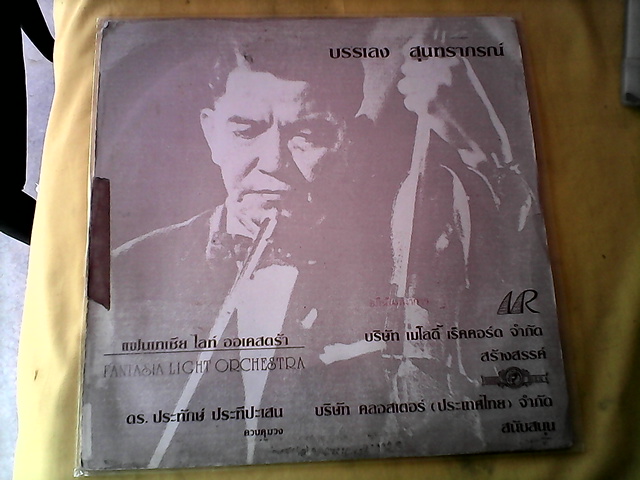 บรรเลง สุนทราภรณ์
แฟนเทเซีย ไลท์ ออเคสตร้า
FANTASIA LIGHT ORCHESTRA
ดร. ประทักษ์ ประทีปะเสน
ควบคุมวง
บริษัท เมโลดี้ เร็คคอร์ด จำกัด
สร้างสรรค์
บริษัท คลอสเตอร์ (ประเทศไทย) จำกัด
สนับสนุน